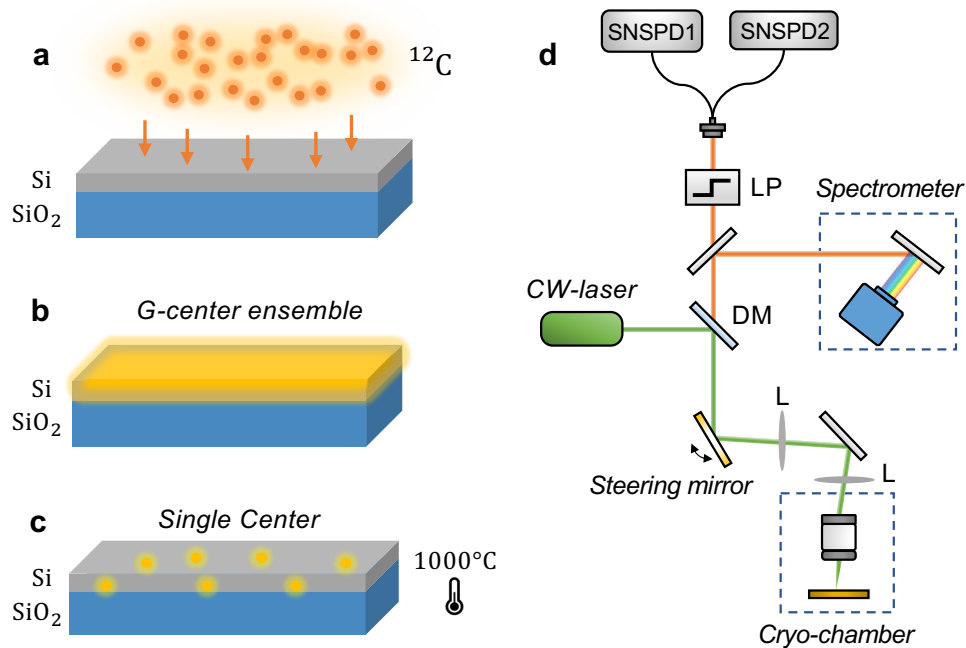 a
¹²C
Si
SiO₂
b
G-center ensemble
Si
SiO₂
c
Single Center
1000°C
Si
SiO₂
d
SNSPD1
SNSPD2
LP
Spectrometer
CW-laser
DM
L
Steering mirror
L
Cryo-chamber